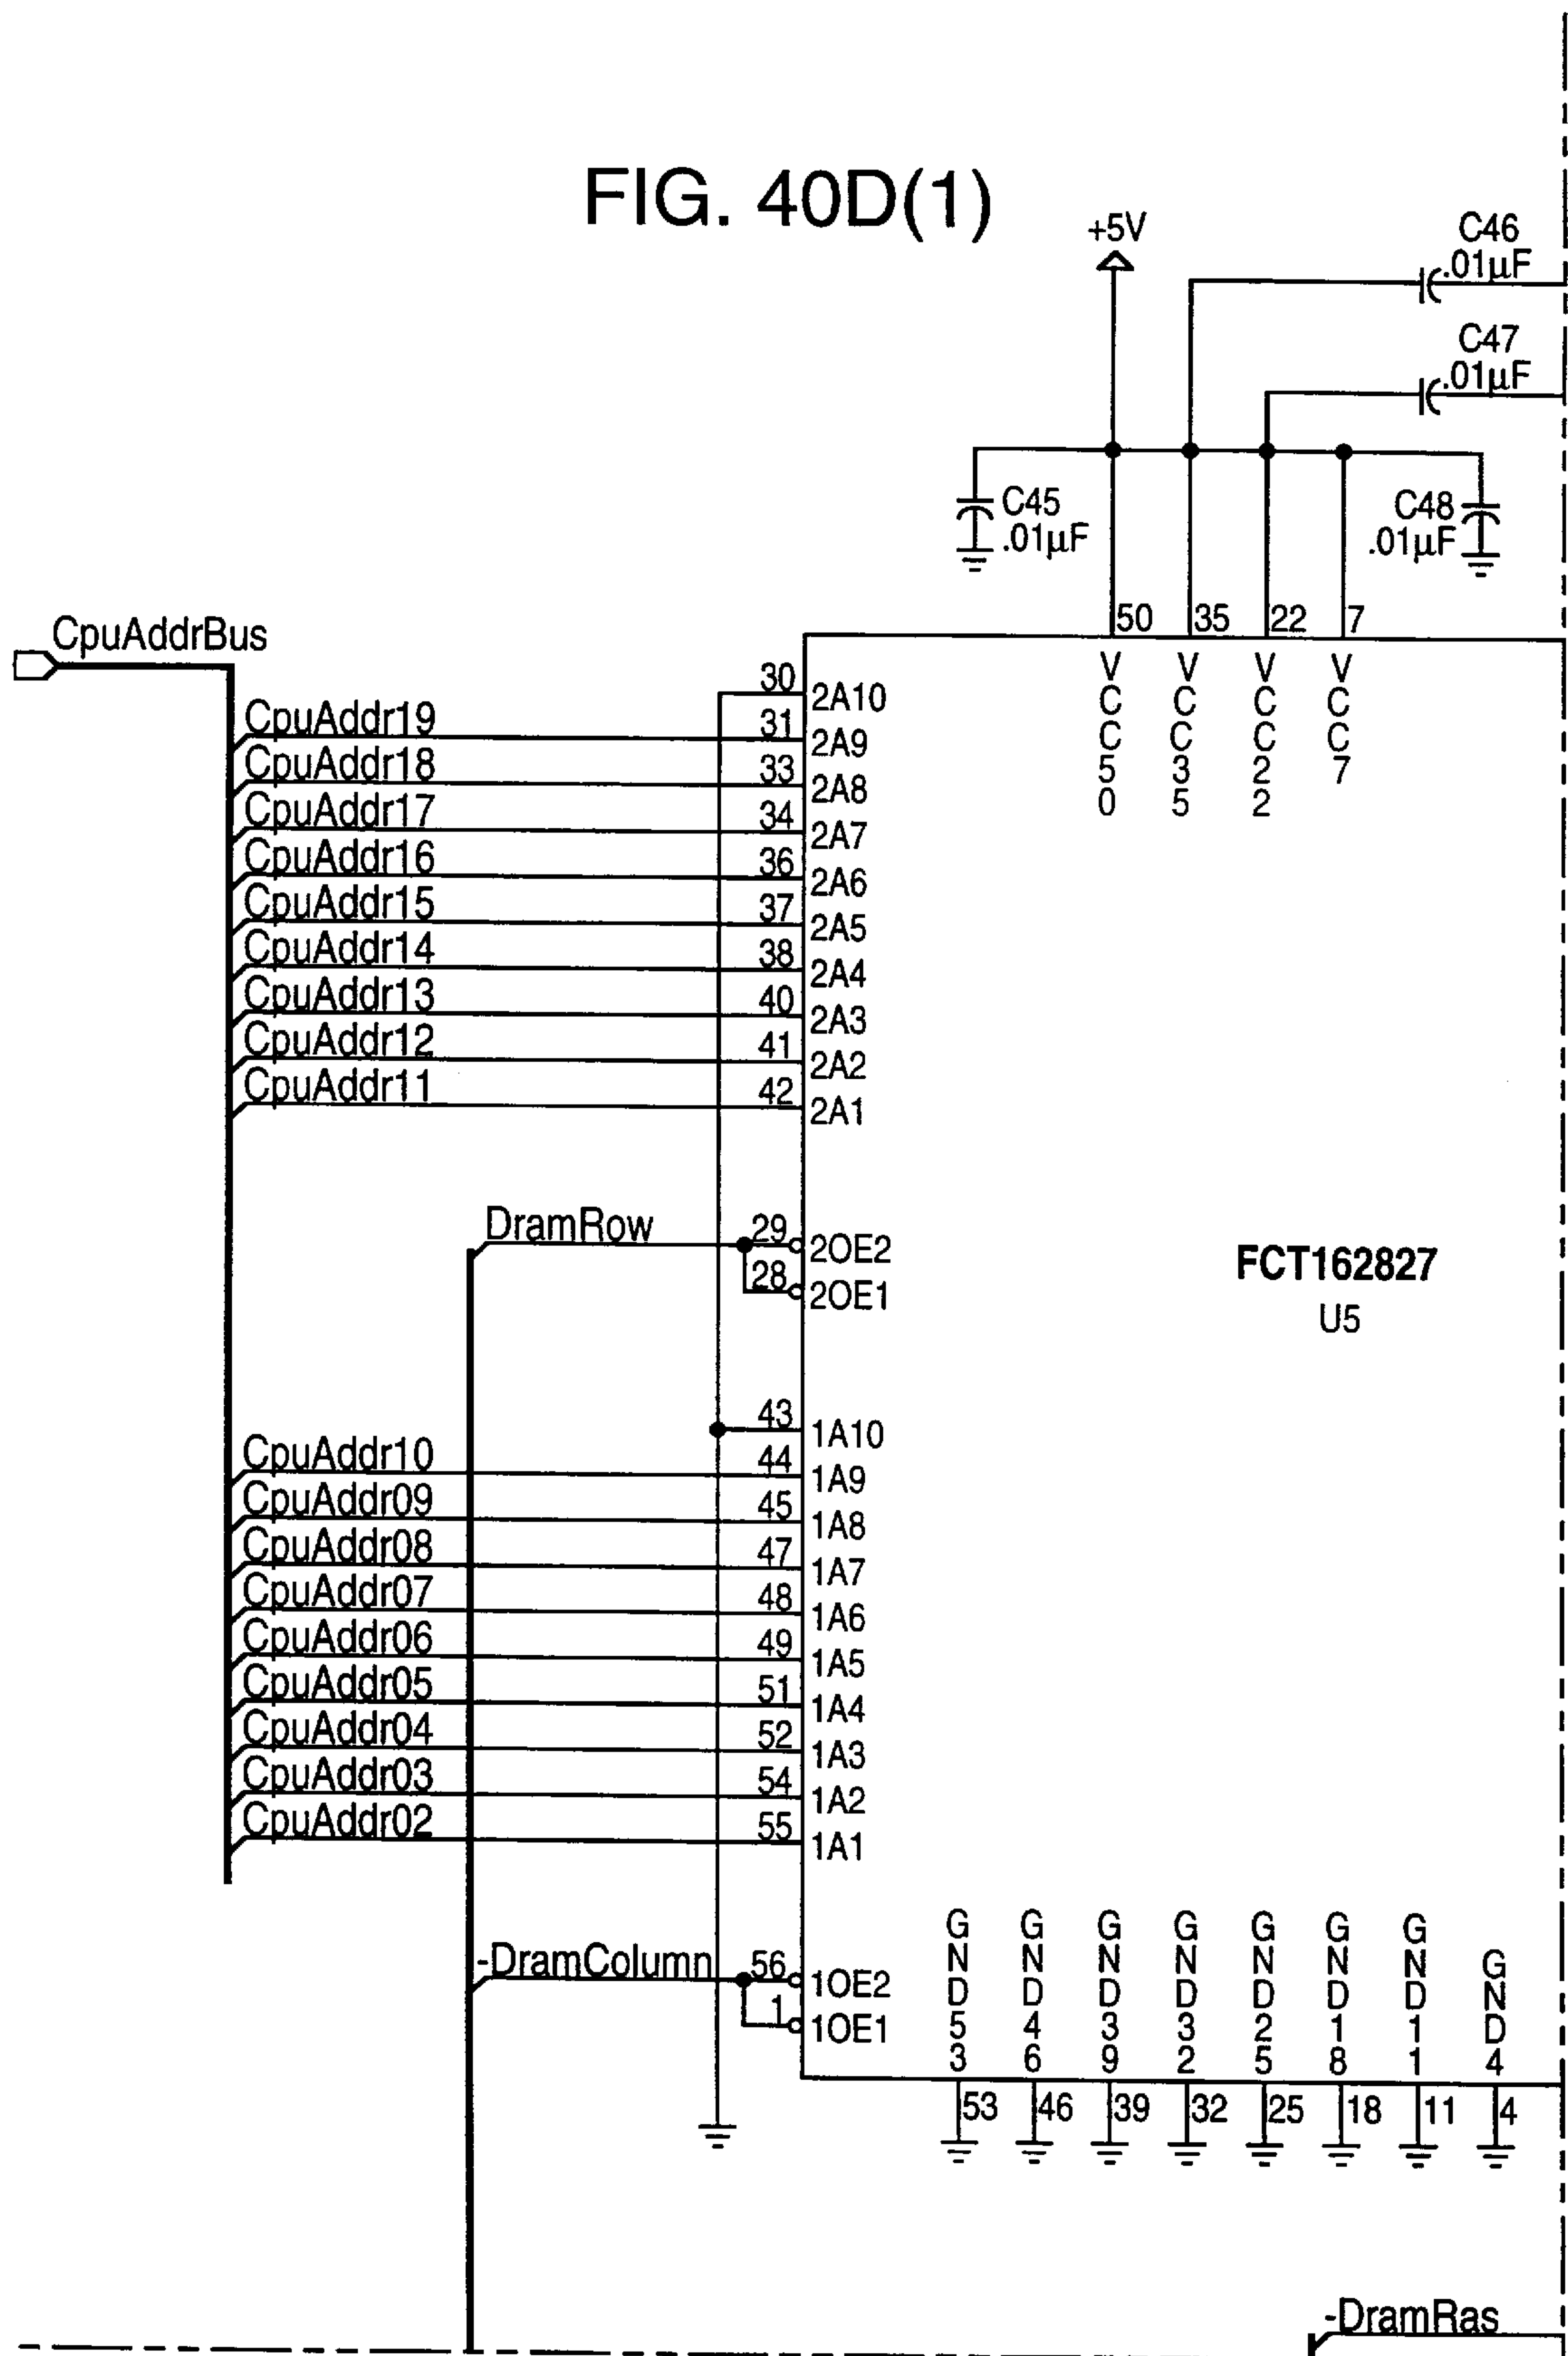 FIG. 40D(1)
+5V
C46
.01µF
C47
.01µF
C45
.01µF
C48
.01µF
50 35 22 7
CpuAddrBus
VCC50 VCC35 VCC22 VCC7
30 2A10
CpuAddr19 31 2A9
CpuAddr18 33 2A8
CpuAddr17 34 2A7
CpuAddr16 36 2A6
CpuAddr15 37 2A5
CpuAddr14 38 2A4
CpuAddr13 40 2A3
CpuAddr12 41 2A2
CpuAddr11 42 2A1
DramRow 29 2OE2
28 2OE1
FCT162827
U5
43 1A10
CpuAddr10 44 1A9
CpuAddr09 45 1A8
CpuAddr08 47 1A7
CpuAddr07 48 1A6
CpuAddr06 49 1A5
CpuAddr05 51 1A4
CpuAddr04 52 1A3
CpuAddr03 54 1A2
CpuAddr02 55 1A1
-DramColumn 56 1OE2
1 1OE1
GND53 GND46 GND39 GND32 GND25 GND18 GND11 GND4
53 46 39 32 25 18 11 4
-DramRas